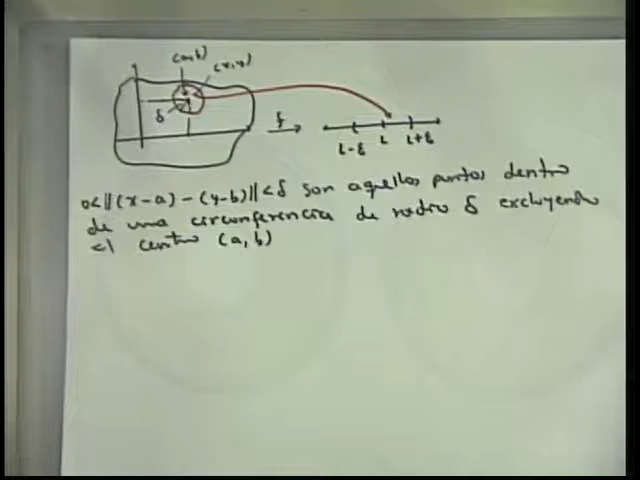 (a,b)
(x,y)
δ
f
L-ε L L+ε
0<||(x-a)-(y-b)||<δ son aquellos puntos dentro
de una circunferencia de radio δ excluyendo
el centro (a,b)